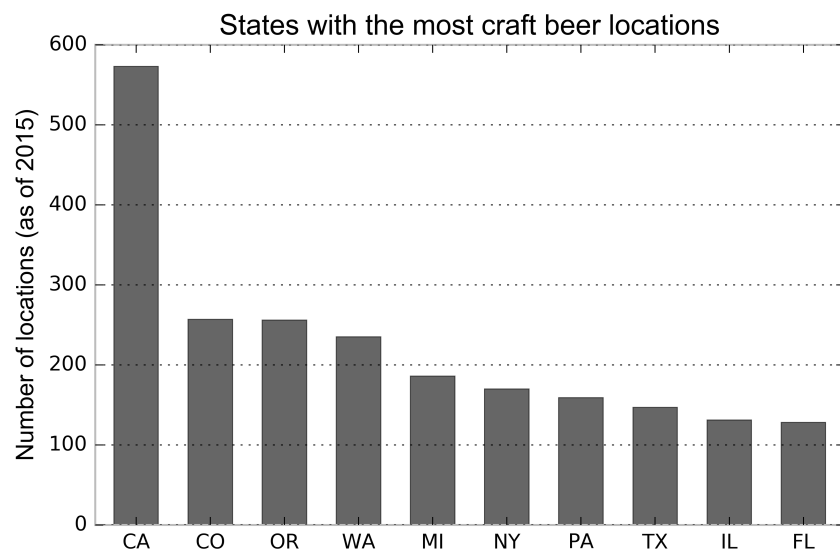 States with the most craft beer locations
Number of locations (as of 2015)
600
500
400
300
200
100
0
CA CO OR WA MI NY PA TX IL FL